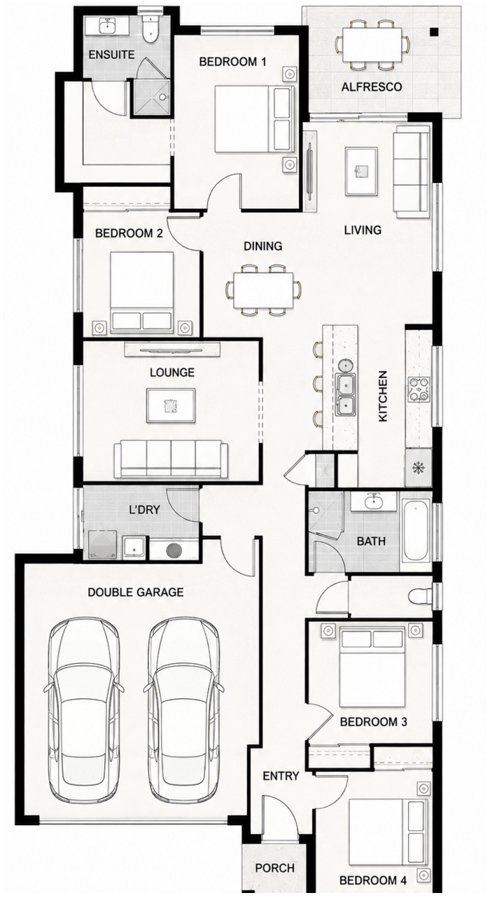 ENSUITE
BEDROOM 1
ALFRESCO
BEDROOM 2
DINING
LIVING
LOUNGE
KITCHEN
L'DRY
BATH
DOUBLE GARAGE
BEDROOM 3
ENTRY
PORCH
BEDROOM 4